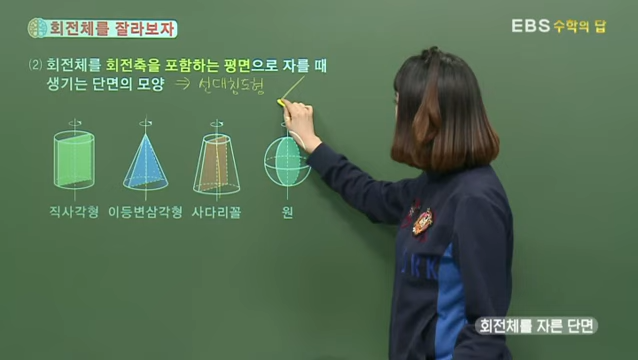 회전체를 잘라보자
EBS 수학의 답
(2) 회전체를 회전축을 포함하는 평면으로 자를 때
생기는 단면의 모양 ⇒ 선대칭도형
직사각형 이등변삼각형 사다리꼴 원
회전체를 자른 단면